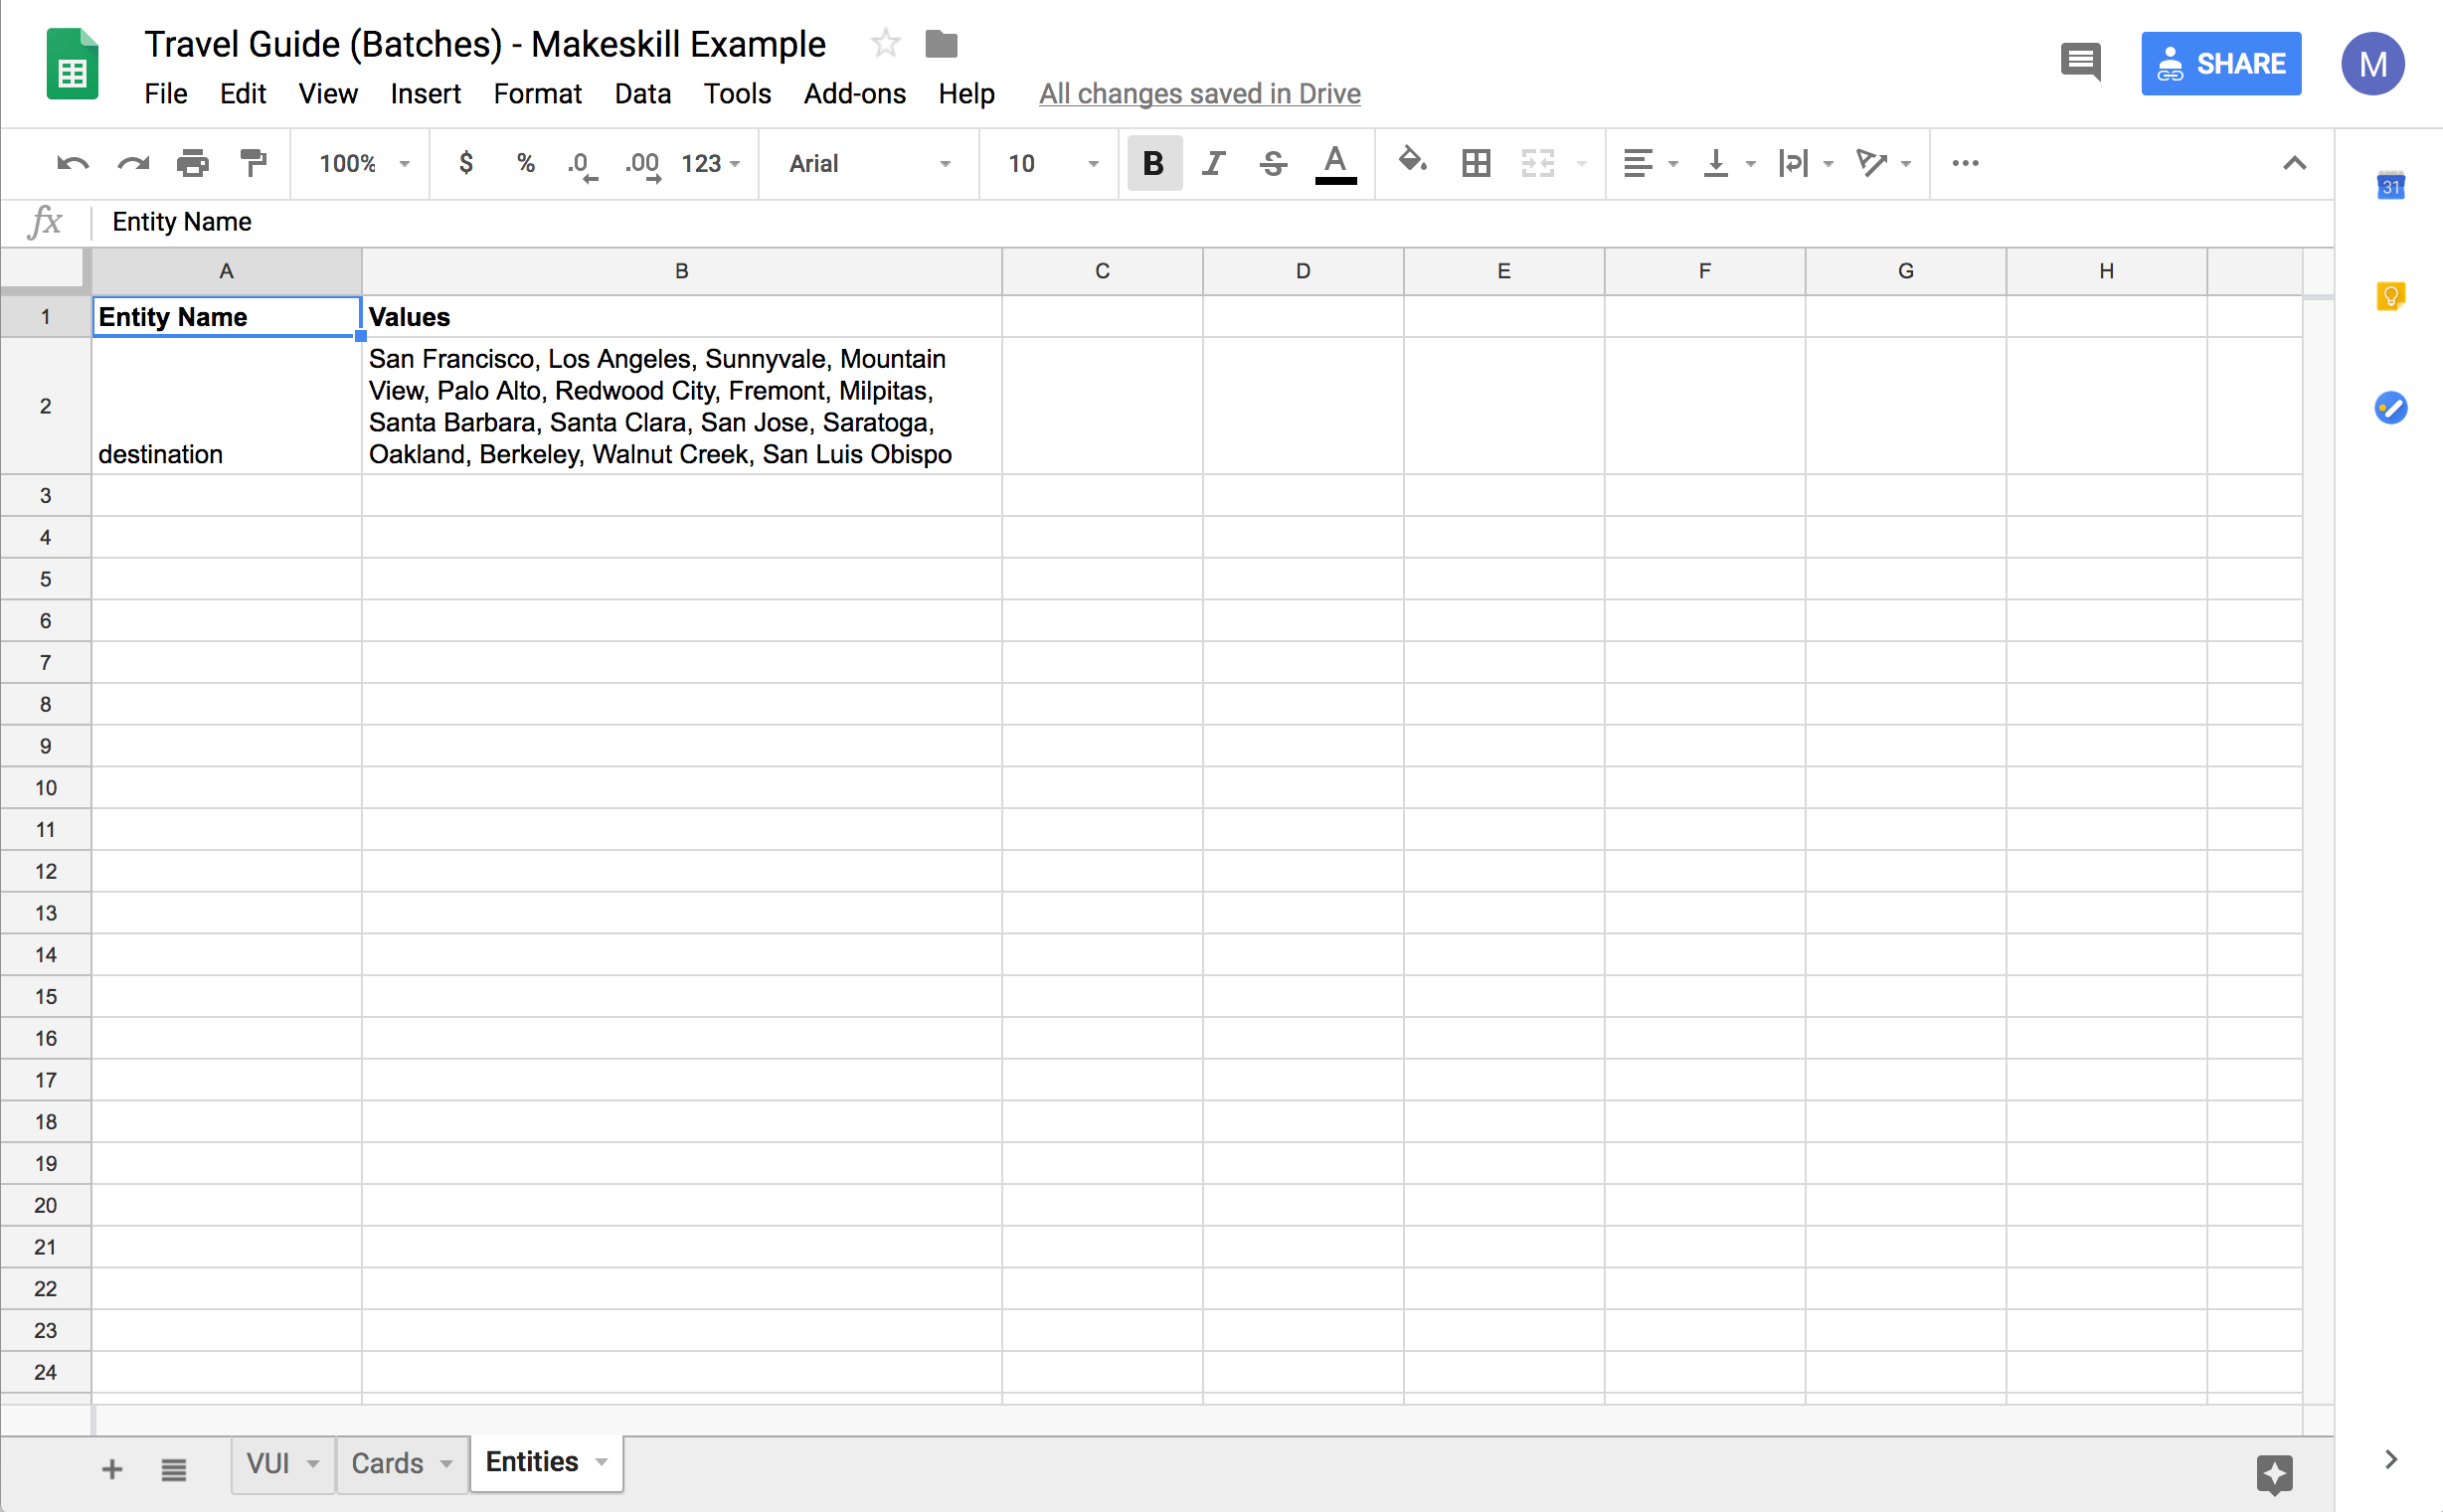 Travel Guide (Batches) - Makeskill Example
File Edit View Insert Format Data Tools Add-ons Help All changes saved in Drive
SHARE
M
100% $ % .0 .00 123 Arial 10 B I S A
31
fx Entity Name
A B C D E F G H
1 Entity Name Values
2 destination San Francisco, Los Angeles, Sunnyvale, Mountain
View, Palo Alto, Redwood City, Fremont, Milpitas,
Santa Barbara, Santa Clara, San Jose, Saratoga,
Oakland, Berkeley, Walnut Creek, San Luis Obispo
3
4
5
6
7
8
9
10
11
12
13
14
15
16
17
18
19
20
21
22
23
24
VUI Cards Entities